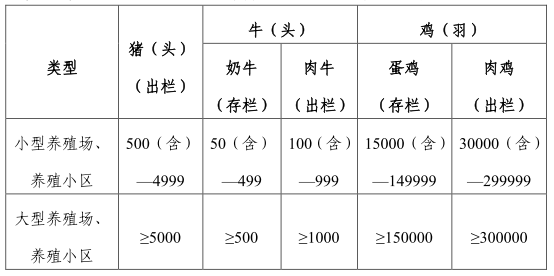 类型 猪（头） 牛（头） 鸡（羽）
（出栏） 奶牛 肉牛 蛋鸡 肉鸡
（存栏） （出栏） （存栏） （出栏）
小型养殖场、 500（含） 50（含） 100（含） 15000（含） 30000（含）
养殖小区 —4999 —499 —999 —149999 —299999
大型养殖场、
养殖小区 ≥5000 ≥500 ≥1000 ≥150000 ≥300000